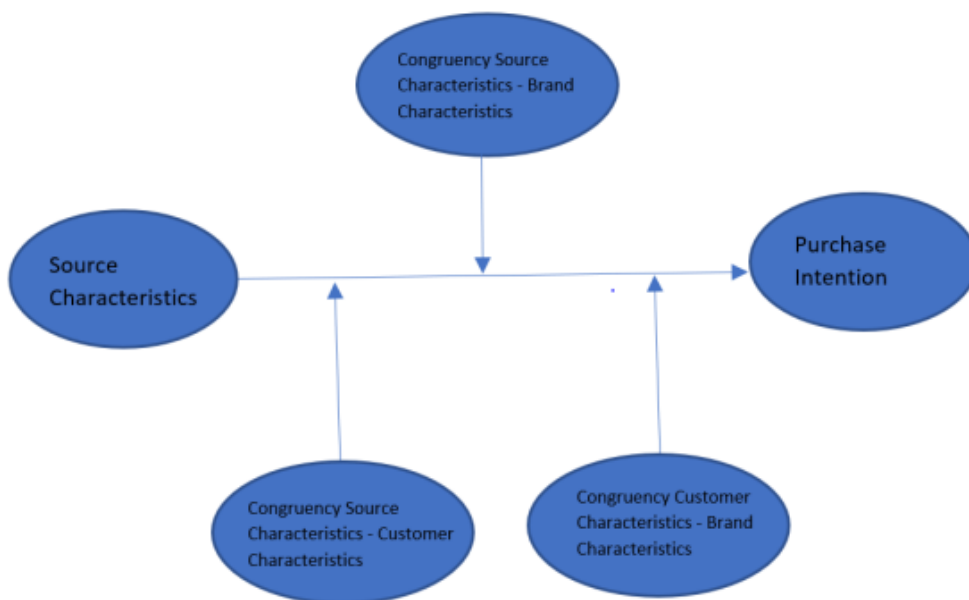 Congruency Source
Characteristics - Brand
Characteristics
Source
Characteristics
Purchase
Intention
Congruency Source
Characteristics - Customer
Characteristics
Congruency Customer
Characteristics - Brand
Characteristics